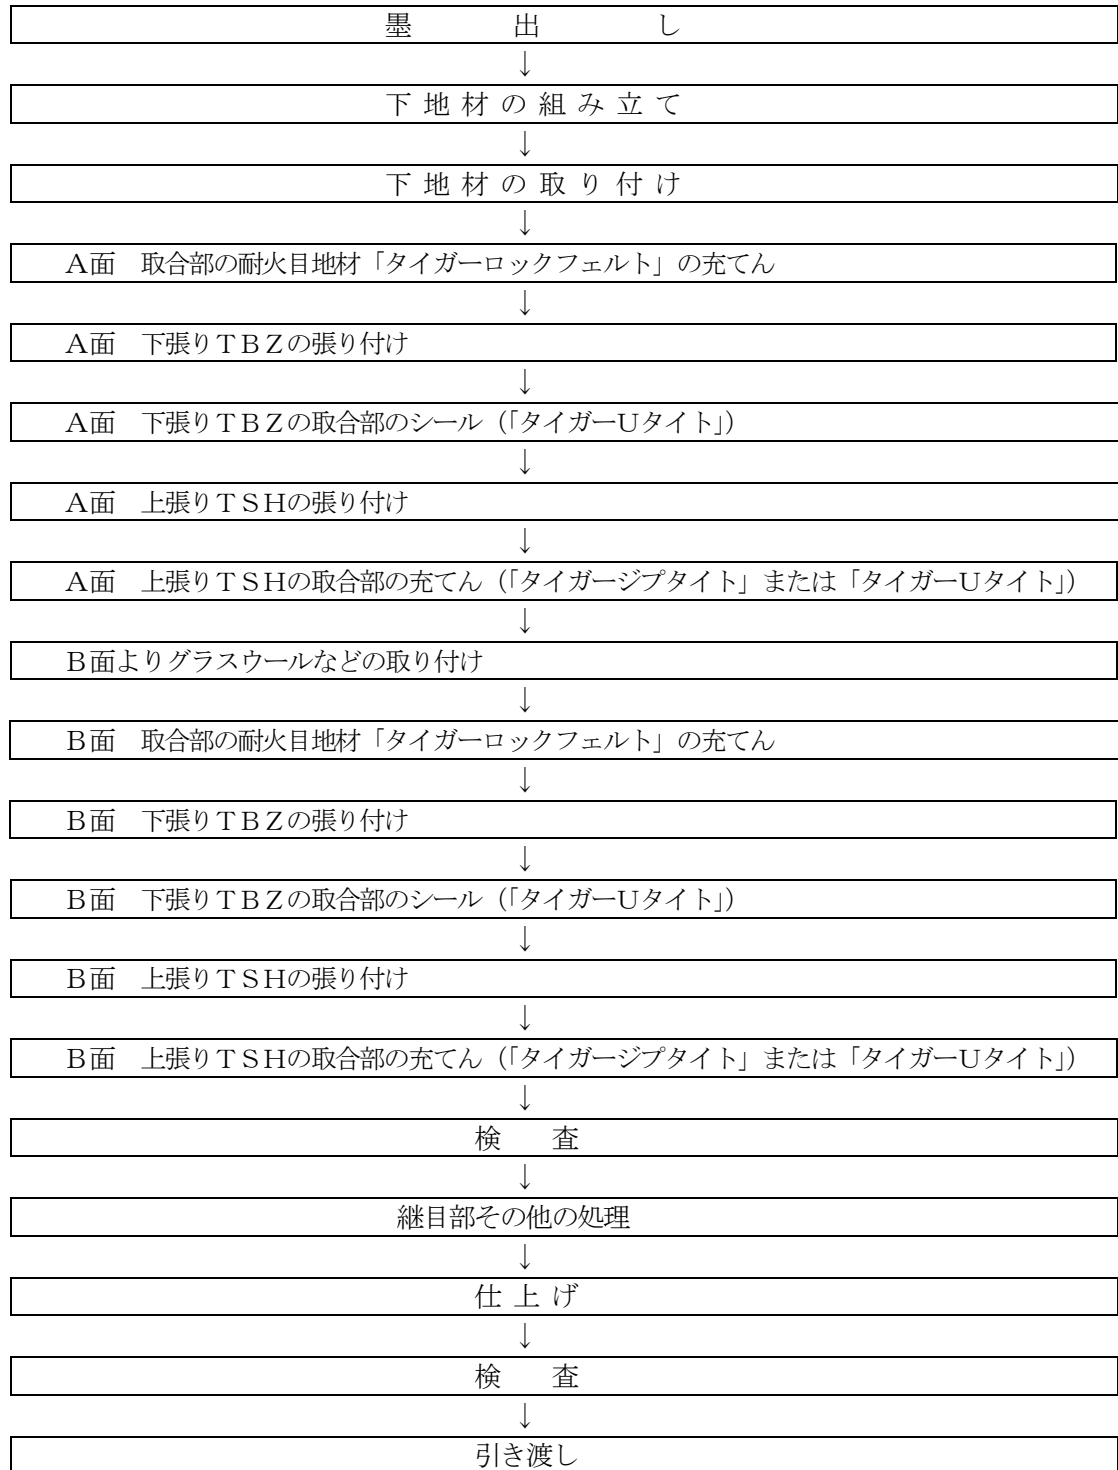 墨出し
↓
下地材の組み立て
↓
下地材の取り付け
↓
A面 取合部の耐火目地材「タイガーロックフェルト」の充てん
↓
A面 下張りTBZの張り付け
↓
A面 下張りTBZの取合部のシール(「タイガーUタイト」)
↓
A面 上張りTSHの張り付け
↓
A面 上張りTSHの取合部の充てん(「タイガージプタイト」または「タイガーUタイト」)
↓
B面よりグラスウールなどの取り付け
↓
B面 取合部の耐火目地材「タイガーロックフェルト」の充てん
↓
B面 下張りTBZの張り付け
↓
B面 下張りTBZの取合部のシール(「タイガーUタイト」)
↓
B面 上張りTSHの張り付け
↓
B面 上張りTSHの取合部の充てん(「タイガージプタイト」または「タイガーUタイト」)
↓
検査
↓
継目部その他の処理
↓
仕上げ
↓
検査
↓
引き渡し